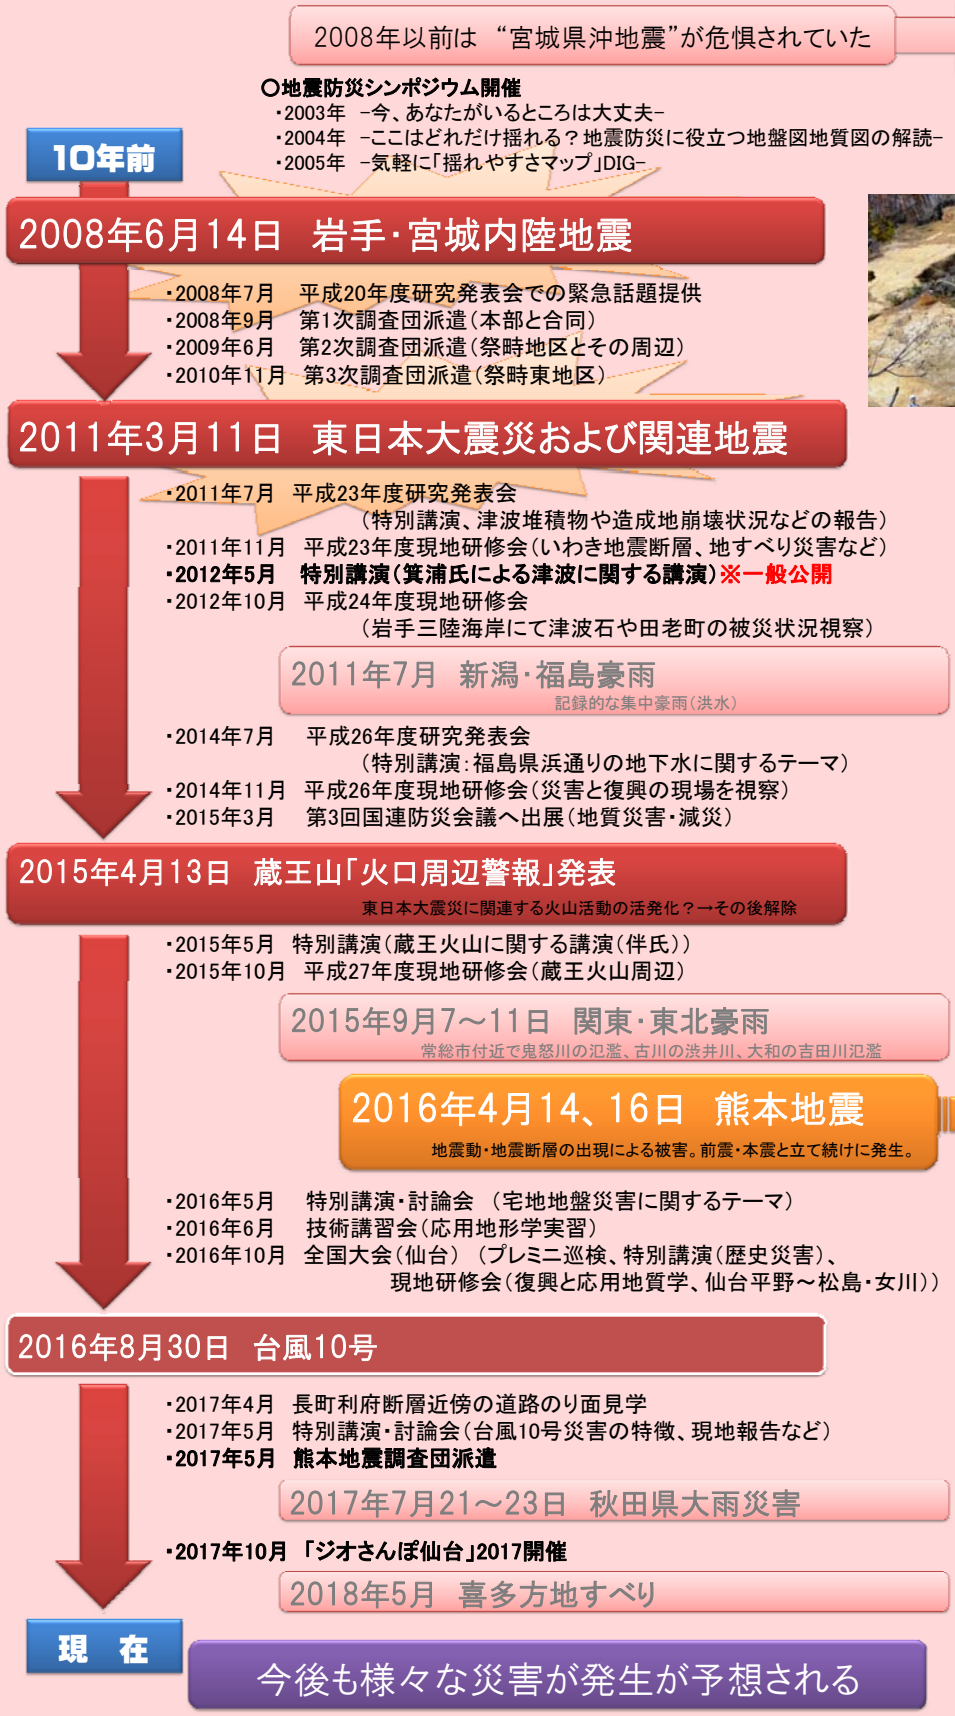 2008年以前は “宮城県沖地震”が危惧されていた
○地震防災シンポジウム開催
・2003年 −今、あなたがいるところは大丈夫−
・2004年 −ここはどれだけ揺れる？地震防災に役立つ地盤図地質図の解読−
・2005年 −気軽に「揺れやすさマップ」DIG−
10年前
2008年6月14日 岩手・宮城内陸地震
・2008年7月 平成20年度研究発表会での緊急話題提供
・2008年9月 第1次調査団派遣（本部と合同）
・2009年6月 第2次調査団派遣（祭畤地区とその周辺）
・2010年11月 第3次調査団派遣（祭畤東地区）
2011年3月11日 東日本大震災および関連地震
・2011年7月 平成23年度研究発表会
（特別講演、津波堆積物や造成地崩壊状況などの報告）
・2011年11月 平成23年度現地研修会（いわき地震断層、地すべり災害など）
・2012年5月 特別講演（箕浦氏による津波に関する講演）※一般公開
・2012年10月 平成24年度現地研修会
（岩手三陸海岸にて津波石や田老町の被災状況視察）
2011年7月 新潟・福島豪雨
記録的な集中豪雨（洪水）
・2014年7月 平成26年度研究発表会
（特別講演：福島県浜通りの地下水に関するテーマ）
・2014年11月 平成26年度現地研修会（災害と復興の現場を視察）
・2015年3月 第3回国連防災会議へ出展（地質災害・減災）
2015年4月13日 蔵王山「火口周辺警報」発表
東日本大震災に関連する火山活動の活発化？→その後解除
・2015年5月 特別講演（蔵王火山に関する講演（伴氏））
・2015年10月 平成27年度現地研修会（蔵王火山周辺）
2015年9月7～11日 関東・東北豪雨
常総市付近で鬼怒川の氾濫、古川の渋井川、大和の吉田川氾濫
2016年4月14、16日 熊本地震
地震動・地震断層の出現による被害。前震・本震と立て続けに発生。
・2016年5月 特別講演・討論会 （宅地地盤災害に関するテーマ）
・2016年6月 技術講習会（応用地形学実習）
・2016年10月 全国大会（仙台） （プレミニ巡検、特別講演（歴史災害）、
現地研修会（復興と応用地質学、仙台平野～松島・女川））
2016年8月30日 台風10号
・2017年4月 長町利府断層近傍の道路のり面見学
・2017年5月 特別講演・討論会（台風10号災害の特徴、現地報告など）
・2017年5月 熊本地震調査団派遣
2017年7月21～23日 秋田県大雨災害
・2017年10月 「ジオさんぽ仙台」2017開催
2018年5月 喜多方地すべり
現 在
今後も様々な災害が発生が予想される